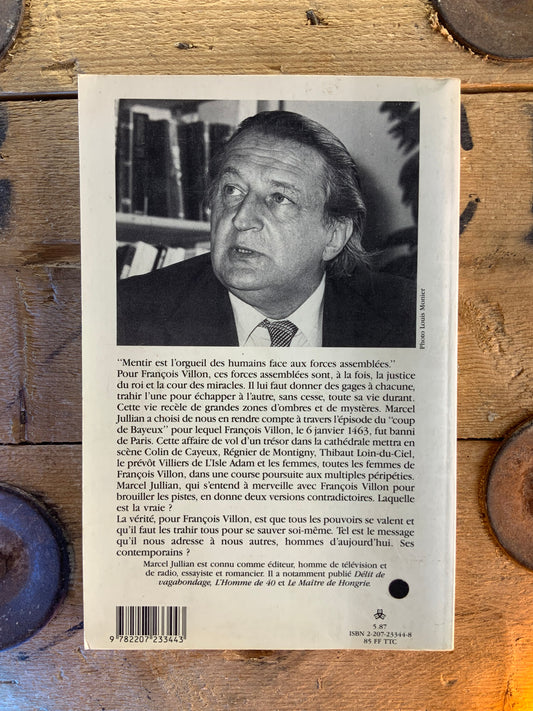 Photo Louis Monier
"Mentir est l'orgueil des humains face aux forces assemblées."
Pour François Villon, ces forces assemblées sont, à la fois, la justice
du roi et la cour des miracles. Il lui faut donner des gages à chacune,
trahir l'une pour échapper à l'autre, sans cesse, toute sa vie durant.
Cette vie recèle de grandes zones d'ombres et de mystères. Marcel
Jullian a choisi de nous en rendre compte à travers l'épisode du "coup
de Bayeux" pour lequel François Villon, le 6 janvier 1463, fut banni
de Paris. Cette affaire de vol d'un trésor dans la cathédrale mettra en
scène Colin de Cayeux, Régnier de Montigny, Thibaut Loin-du-Ciel,
le prévôt Villiers de L'Isle Adam et les femmes, toutes les femmes de
François Villon, dans une course poursuite aux multiples péripéties.
Marcel Jullian, qui s'entend à merveille avec François Villon pour
brouiller les pistes, en donne deux versions contradictoires. Laquelle
est la vraie ?
La vérité, pour François Villon, est que tous les pouvoirs se valent et
qu'il faut les trahir tous pour se sauver soi-même. Tel est le message
qu'il nous adresse à nous autres, hommes d'aujourd'hui. Ses
contemporains ?
Marcel Jullian est connu comme éditeur, homme de télévision et
de radio, essayiste et romancier. Il a notamment publié Délit de
vagabondage, L'Homme de 40 et Le Maître de Hongrie.
9 782207 233443
5.87
ISBN 2-207-23344-8
85 FF TTC